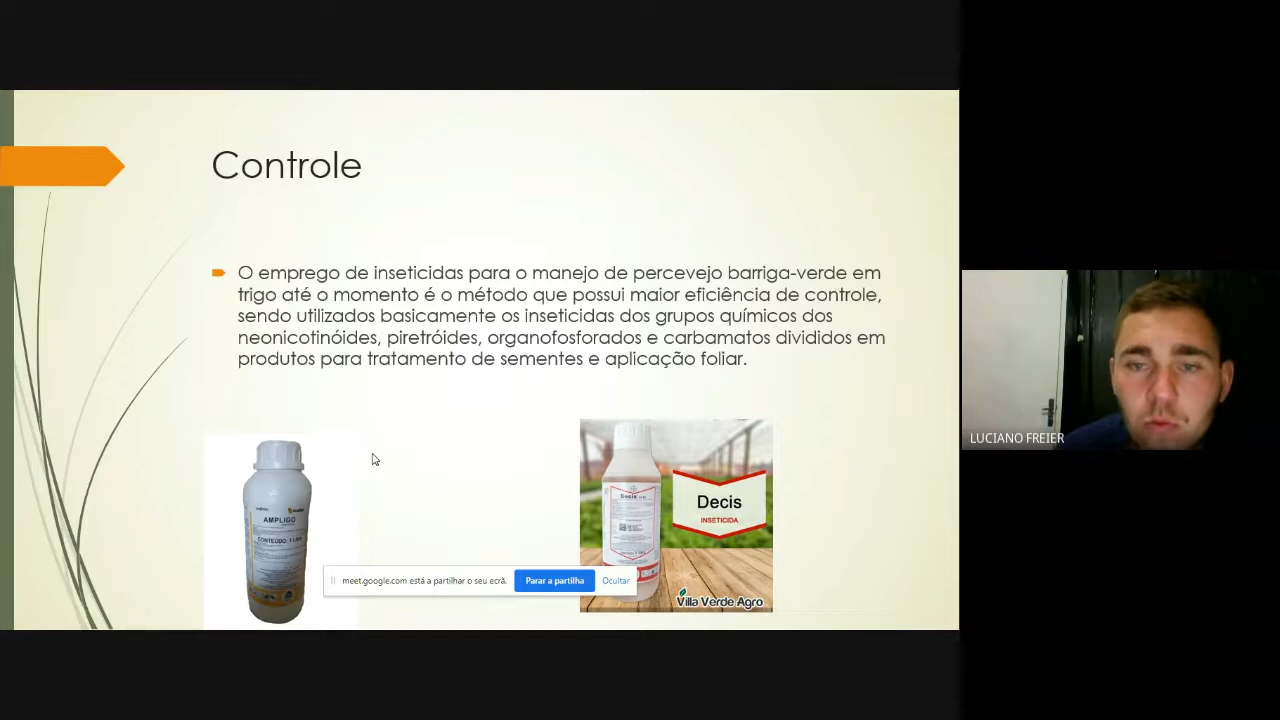 Controle
O emprego de inseticidas para o manejo de percevejo barriga-verde em
trigo até o momento é o método que possui maior eficiência de controle,
sendo utilizados basicamente os inseticidas dos grupos químicos dos
neonicotinóides, piretróides, organofosforados e carbamatos divididos em
produtos para tratamento de sementes e aplicação foliar.
LUCIANO FREIER
AMPLIGO
CONTEÚDO: 1 Litro
Decis
Decis
INSETICIDA
Villa Verde Agro
meet.google.com está a partilhar o seu ecrã.
Parar a partilha
Ocultar